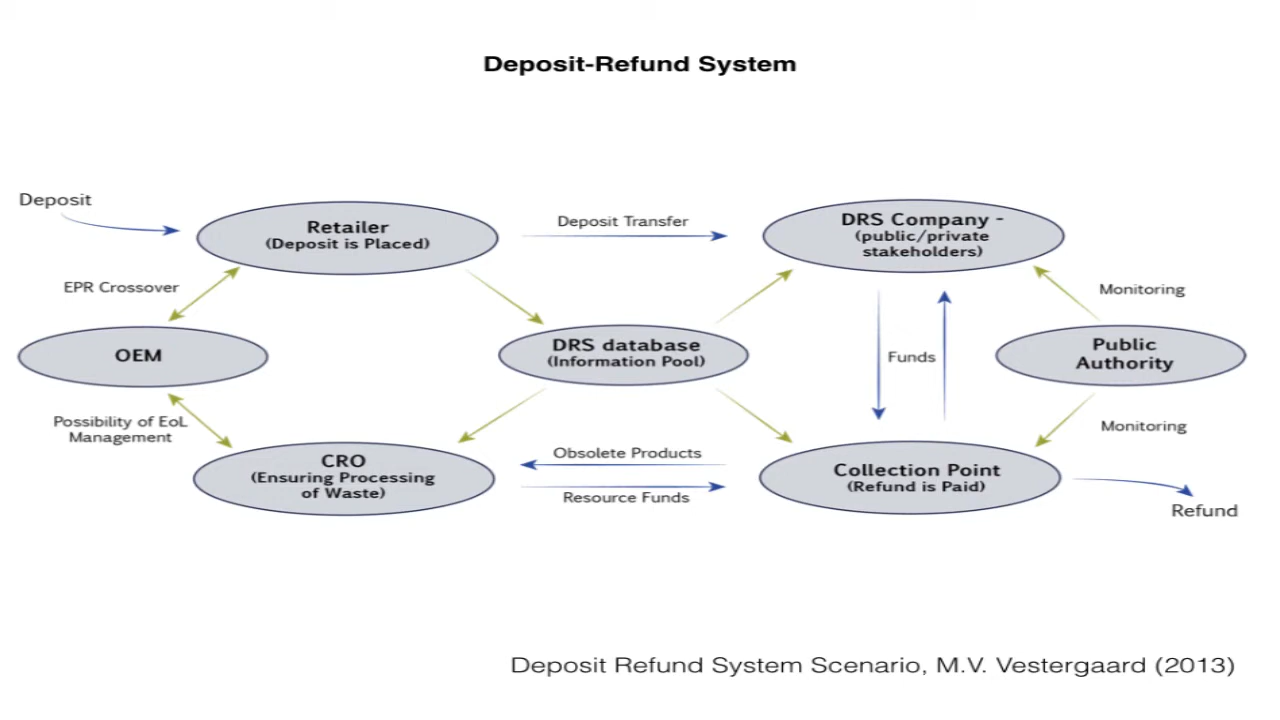 Deposit-Refund System
Deposit
Retailer
(Deposit is Placed)
Deposit Transfer
DRS Company -
(public/private
stakeholders)
EPR Crossover
Monitoring
OEM
DRS database
(Information Pool)
Funds
Public
Authority
Possibility of EoL
Management
Monitoring
CRO
(Ensuring Processing
of Waste)
Obsolete Products
Resource Funds
Collection Point
(Refund is Paid)
Refund
Deposit Refund System Scenario, M.V. Vestergaard (2013)